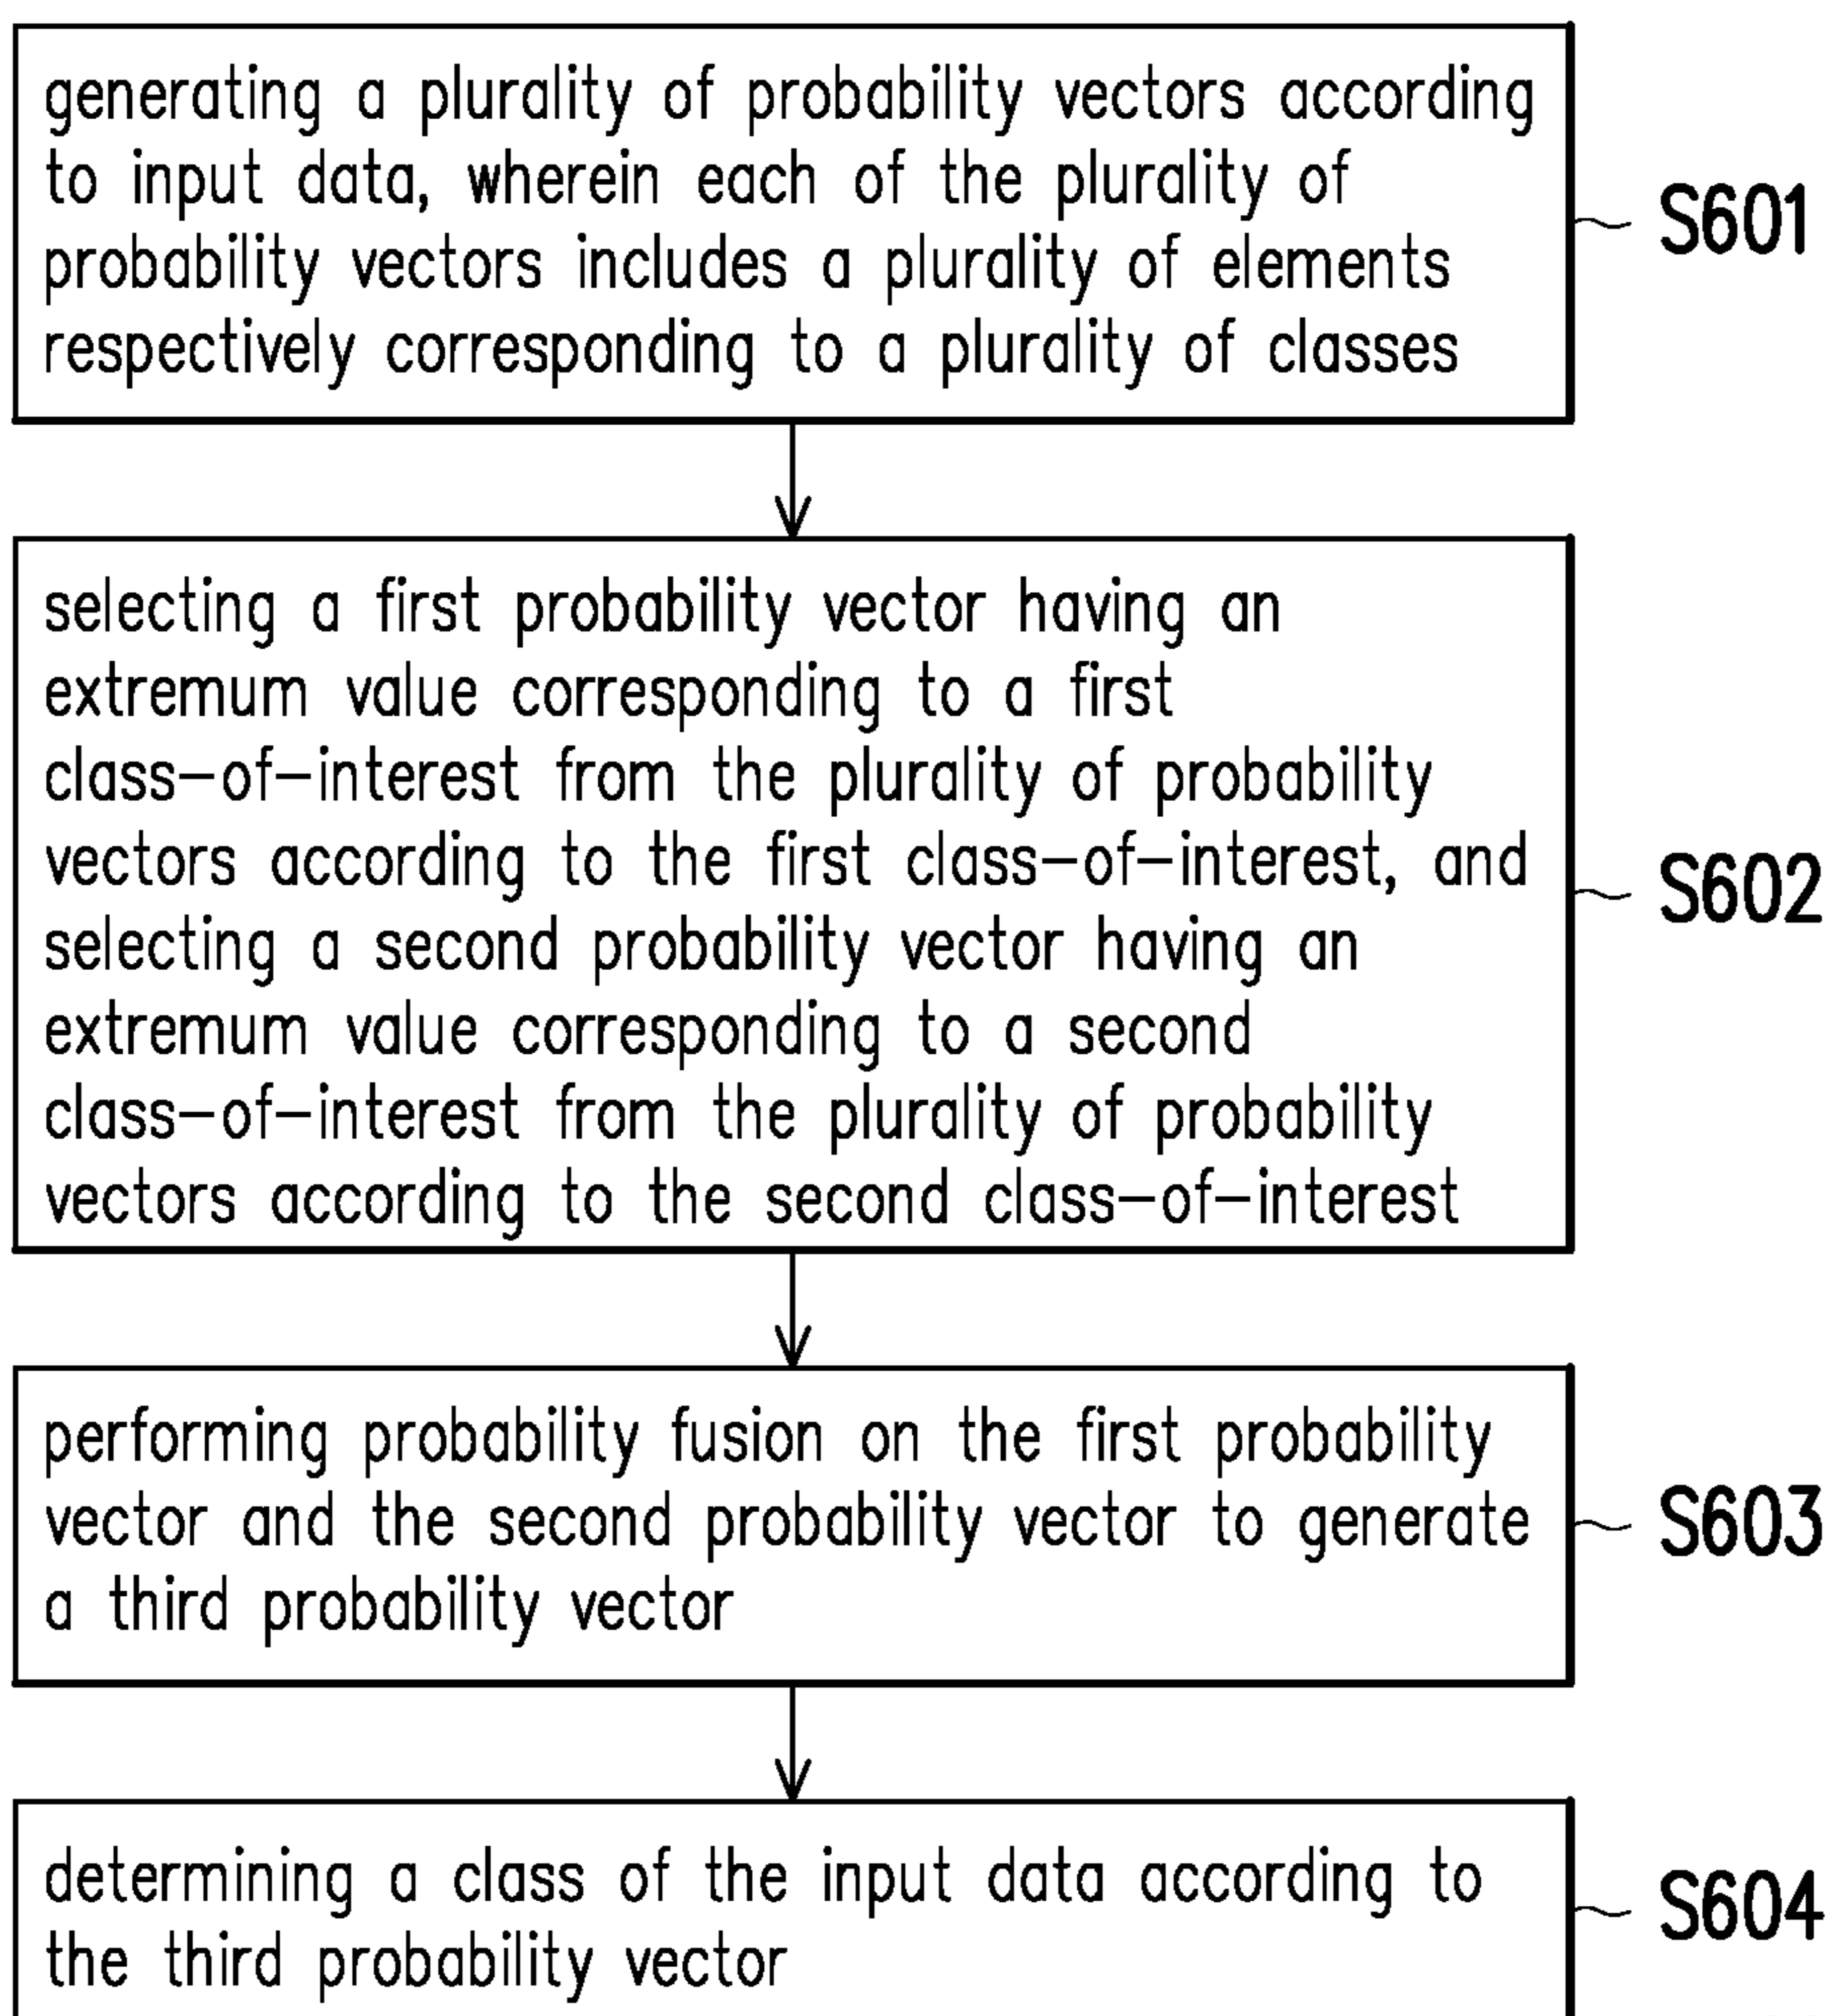 generating a plurality of probability vectors according
to input data, wherein each of the plurality of
probability vectors includes a plurality of elements
respectively corresponding to a plurality of classes
S601
selecting a first probability vector having an
extremum value corresponding to a first
class-of-interest from the plurality of probability
vectors according to the first class-of-interest, and
selecting a second probability vector having an
extremum value corresponding to a second
class-of-interest from the plurality of probability
vectors according to the second class-of-interest
S602
performing probability fusion on the first probability
vector and the second probability vector to generate
a third probability vector
S603
determining a class of the input data according to
the third probability vector
S604